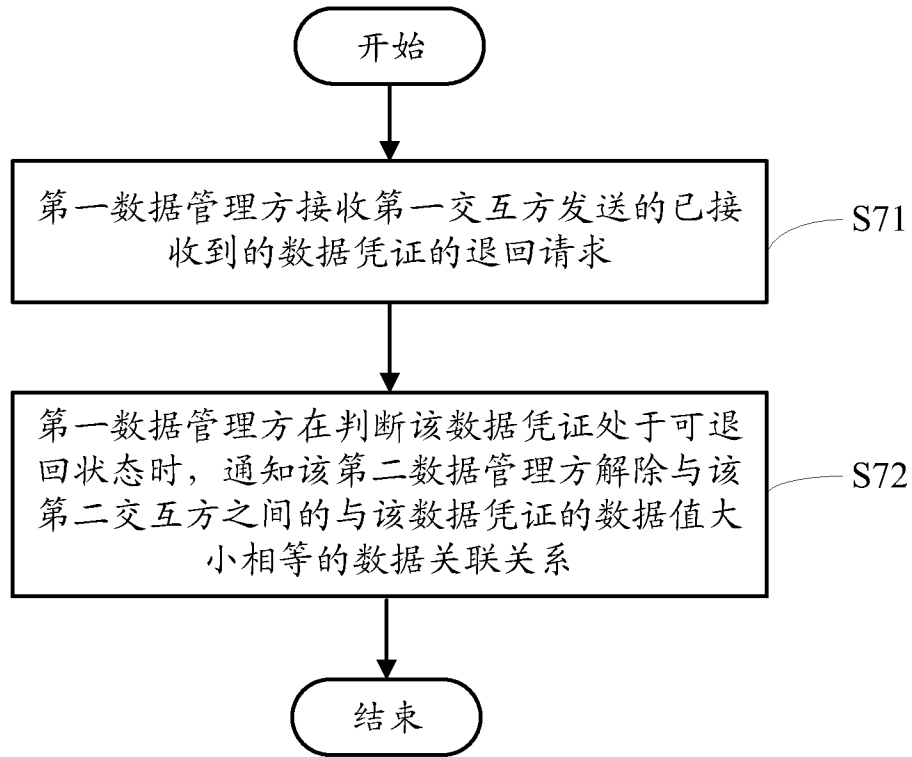 开始
第一数据管理方接收第一交互方发送的已接
收到的数据凭证的退回请求
S71
第一数据管理方在判断该数据凭证处于可退
回状态时，通知该第二数据管理方解除与该
第二交互方之间的与该数据凭证的数据值大
小相等的数据关联关系
S72
结束